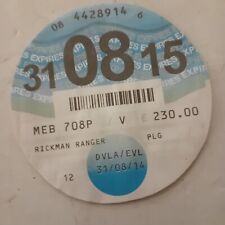 08 4428914 6
31 08 15
MEB 708P V £ 230.00
RICKMAN RANGER PLG
DVLA/EVL
12 31/08/14